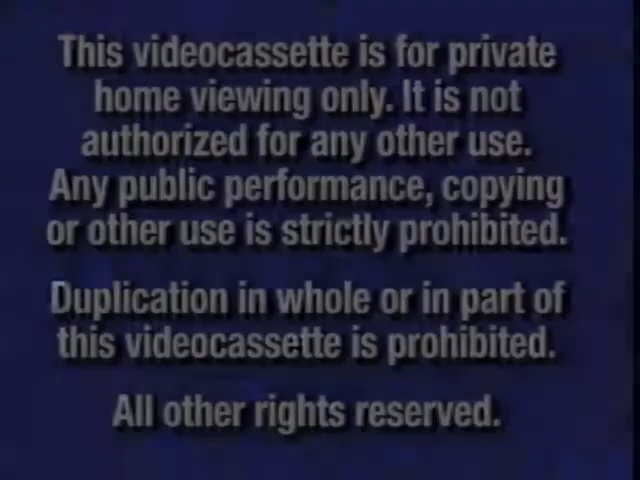 This videocassette is for private
home viewing only. It is not
authorized for any other use.
Any public performance, copying
or other use is strictly prohibited.
Duplication in whole or in part of
this videocassette is prohibited.
All other rights reserved.